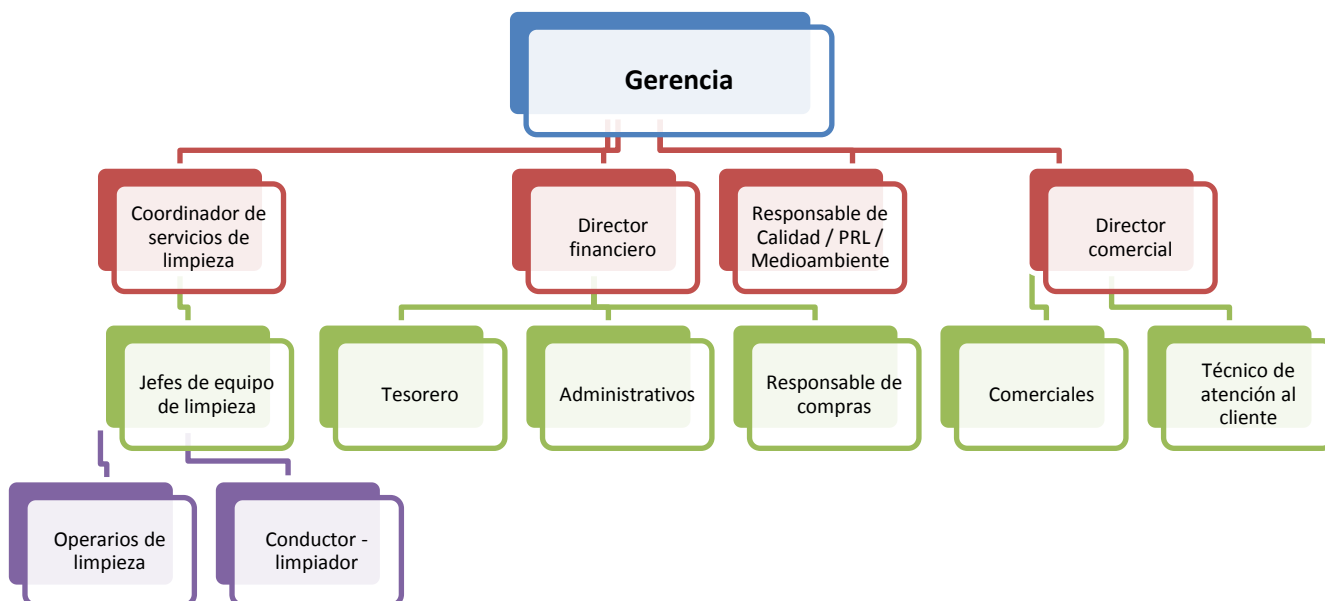 Gerencia
Coordinador de
servicios de
limpieza
Director
financiero
Responsable de
Calidad / PRL /
Medioambiente
Director
comercial
Jefes de equipo
de limpieza
Tesorero
Administrativos
Responsable de
compras
Comerciales
Técnico de
atención al
cliente
Operarios de
limpieza
Conductor -
limpiador